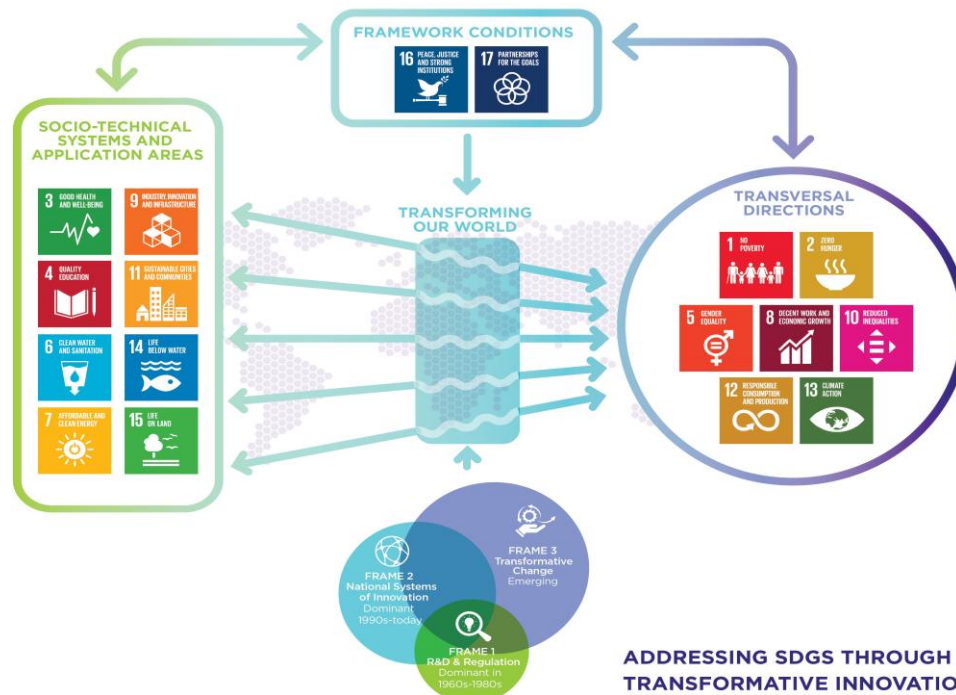 FRAMEWORK CONDITIONS
16 PEACE, JUSTICE
AND STRONG
INSTITUTIONS
17 PARTNERSHIPS
FOR THE GOALS
SOCIO-TECHNICAL
SYSTEMS AND
APPLICATION AREAS
3 GOOD HEALTH
AND WELL-BEING
9 INDUSTRY, INNOVATION
AND INFRASTRUCTURE
4 QUALITY
EDUCATION
11 SUSTAINABLE CITIES
AND COMMUNITIES
6 CLEAN WATER
AND SANITATION
14 LIFE
BELOW WATER
7 AFFORDABLE AND
CLEAN ENERGY
15 LIFE
ON LAND
TRANSFORMING
OUR WORLD
TRANSVERSAL
DIRECTIONS
1 NO
POVERTY
2 ZERO
HUNGER
5 GENDER
EQUALITY
8 DECENT WORK AND
ECONOMIC GROWTH
10 REDUCED
INEQUALITIES
12 RESPONSIBLE
CONSUMPTION
AND PRODUCTION
13 CLIMATE
ACTION
FRAME 3
Transformative
Change
Emerging
FRAME 2
National Systems
of Innovation
Dominant
1990s-today
FRAME 1
R&D & Regulation
Dominant in
1960s-1980s
ADDRESSING SDGS THROUGH
TRANSFORMATIVE INNOVATIO